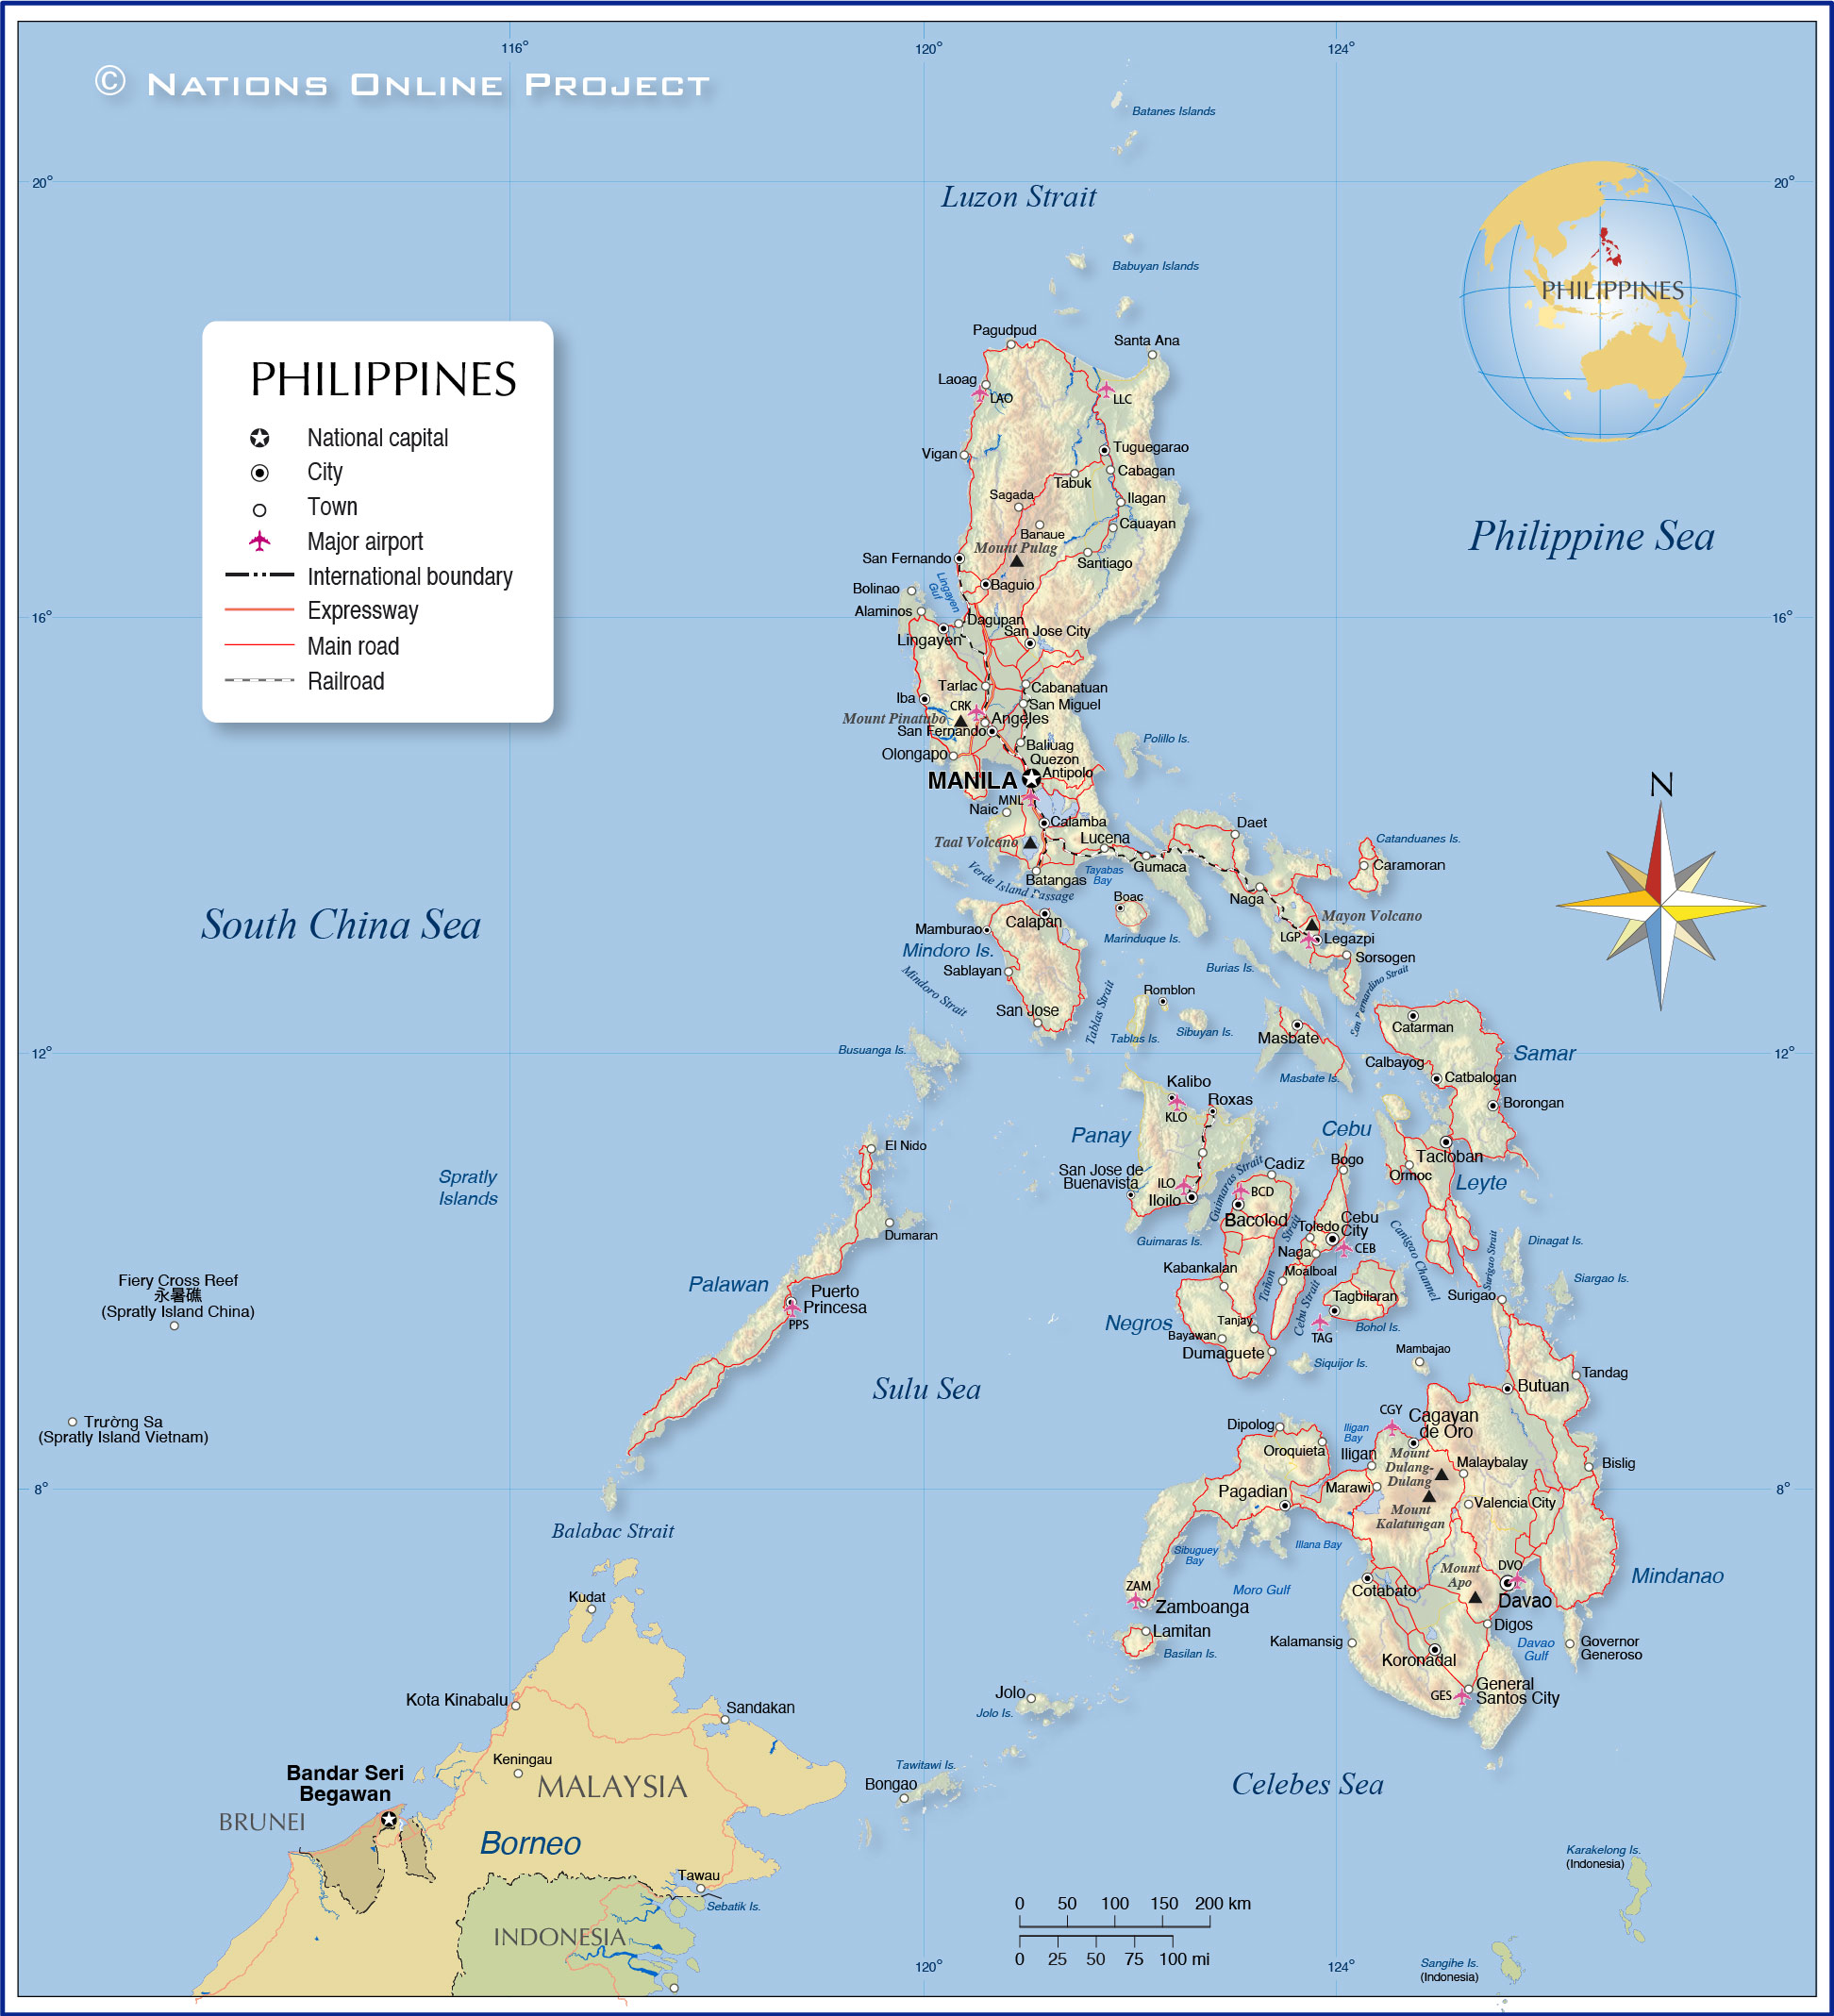 116°
120°
124°
© NATIONS ONLINE PROJECT
Batanes Islands
20°
20°
Luzon Strait
Babuyan Islands
PHILIPPINES
Pagudpud
Santa Ana
Laoag
LAO
LLC
PHILIPPINES
National capital
City
Town
Major airport
International boundary
Expressway
Main road
Railroad
Vigan
Tuguegarao
Cabagan
Tabuk
Sagada
Ilagan
Banaue
Cauayan
Mount Pulag
San Fernando
Santiago
Philippine Sea
Bolinao
Lingayen
Gulf
Baguio
Alaminos
16°
16°
Dagupan
Lingayen
San Jose City
Tarlac
Cabanatuan
Iba
CRK
San Miguel
Mount Pinatubo
Angeles
San Fernando
Olongapo
Baliuag
Quezon
Polillo Is.
MANILA
Antipolo
MNL
Naic
Calamba
Taal Volcano
Lucena
Daet
Catanduanes Is.
Caramoran
N
Batangas
Tayabas
Bay
Gumaca
Verde Island Passage
Boac
Naga
Mayon Volcano
South China Sea
Calapan
Mamburao
Marinduque Is.
LGP
Legazpi
Mindoro Is.
Sorsogen
Sablayan
Burias Is.
San Bernardino Strait
Mindoro Strait
Tablas Strait
Romblon
San Jose
Tablas Is.
Sibuyan Is.
Masbate
Catarman
12°
12°
Busuanga Is.
Masbate Is.
Calbayog
Samar
Catbalogan
Kalibo
KLO
Roxas
Borongan
Panay
Cebu
El Nido
Tacloban
Spratly
Islands
San Jose de
Buenavista
ILO
Iloilo
Guimaras Strait
Cadiz
BCD
Bogo
Ormoc
Leyte
Bacolod
Dumaran
Guimaras Is.
Toledo
Cebu
City
CEB
Naga
Canigao Channel
Surigao Strait
Dinagat Is.
Palawan
Puerto
Princesa
PPS
Kabankalan
Tañon
Strait
Moalboal
Cebu Strait
Tagbilaran
Siargao Is.
Surigao
Fiery Cross Reef
永暑礁
(Spratly Island China)
Negros
Tanjay
Bayawan
TAG
Bohol Is.
Dumaguete
Siquijor Is.
Mambajao
Tandag
Sulu Sea
Butuan
Trường Sa
(Spratly Island Vietnam)
Dipolog
Oroquieta
Iligan
Bay
CGY
Cagayan
de Oro
Iligan
Mount
Dulang-
Dulang
Malaybalay
Bislig
8°
8°
Pagadian
Marawi
Mount
Kalatungan
Valencia City
Balabac Strait
Sibuguey
Bay
Illana Bay
Moro Gulf
Cotabato
Mount
Apo
DVO
Davao
Mindanao
Kudat
ZAM
Zamboanga
Lamitan
Basilan Is.
Kalamansig
Digos
Davao
Gulf
Governor
Generoso
Koronadal
Kota Kinabalu
Sandakan
Jolo
Jolo Is.
GES
General
Santos City
Keningau
Bandar Seri
Begawan
MALAYSIA
Tawitawi Is.
Bongao
Celebes Sea
BRUNEI
Borneo
Karakelong Is.
(Indonesia)
Tawau
Sebatik Is.
0 50 100 150 200 km
INDONESIA
0 25 50 75 100 mi
120°
124°
Sangihe Is.
(Indonesia)